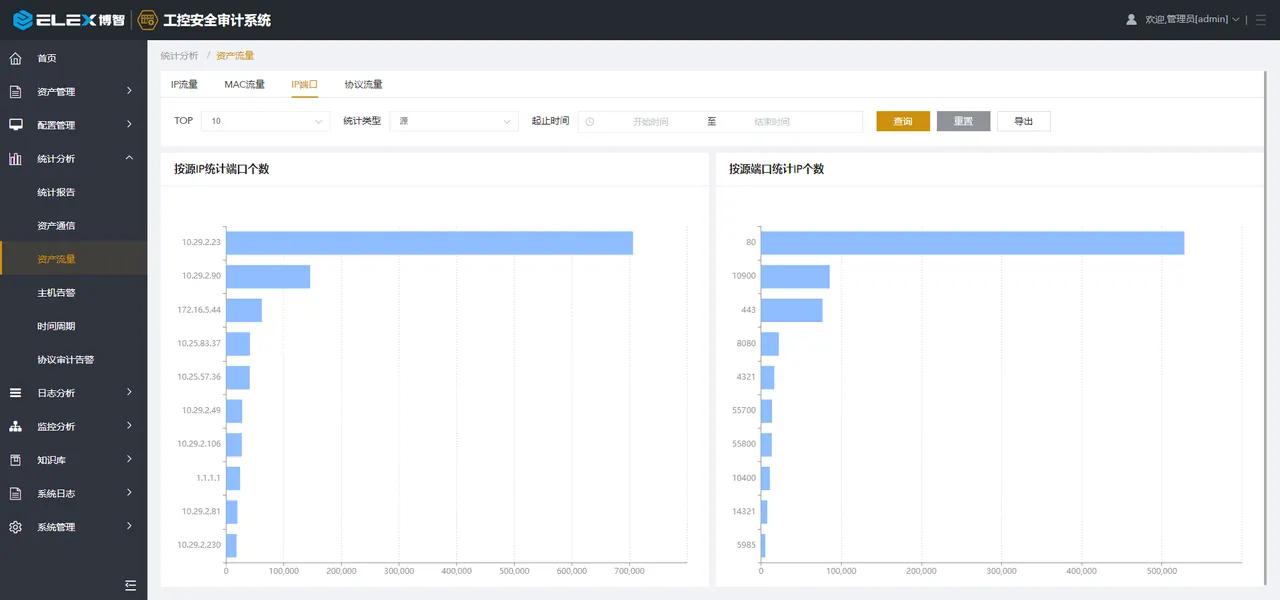 ELEX博智 工控安全审计系统 欢迎,管理员[admin]
首页
资产管理
配置管理
统计分析
统计报告
资产通信
资产流量
主机告警
时间周期
协议审计告警
日志分析
监控分析
知识库
系统日志
系统管理
统计分析 / 资产流量
IP流量 MAC流量 IP端口 协议流量
TOP 10 统计类型 源 起止时间 开始时间 至 结束时间 查询 重置 导出
按源IP统计端口个数
10.29.2.23
10.29.2.90
172.16.5.44
10.25.83.37
10.25.57.36
10.29.2.49
10.29.2.106
1.1.1.1
10.29.2.81
10.29.2.230
0 100,000 200,000 300,000 400,000 500,000 600,000 700,000
按源端口统计IP个数
80
10900
443
8080
4321
55700
55800
10400
14321
5985
0 100,000 200,000 300,000 400,000 500,000